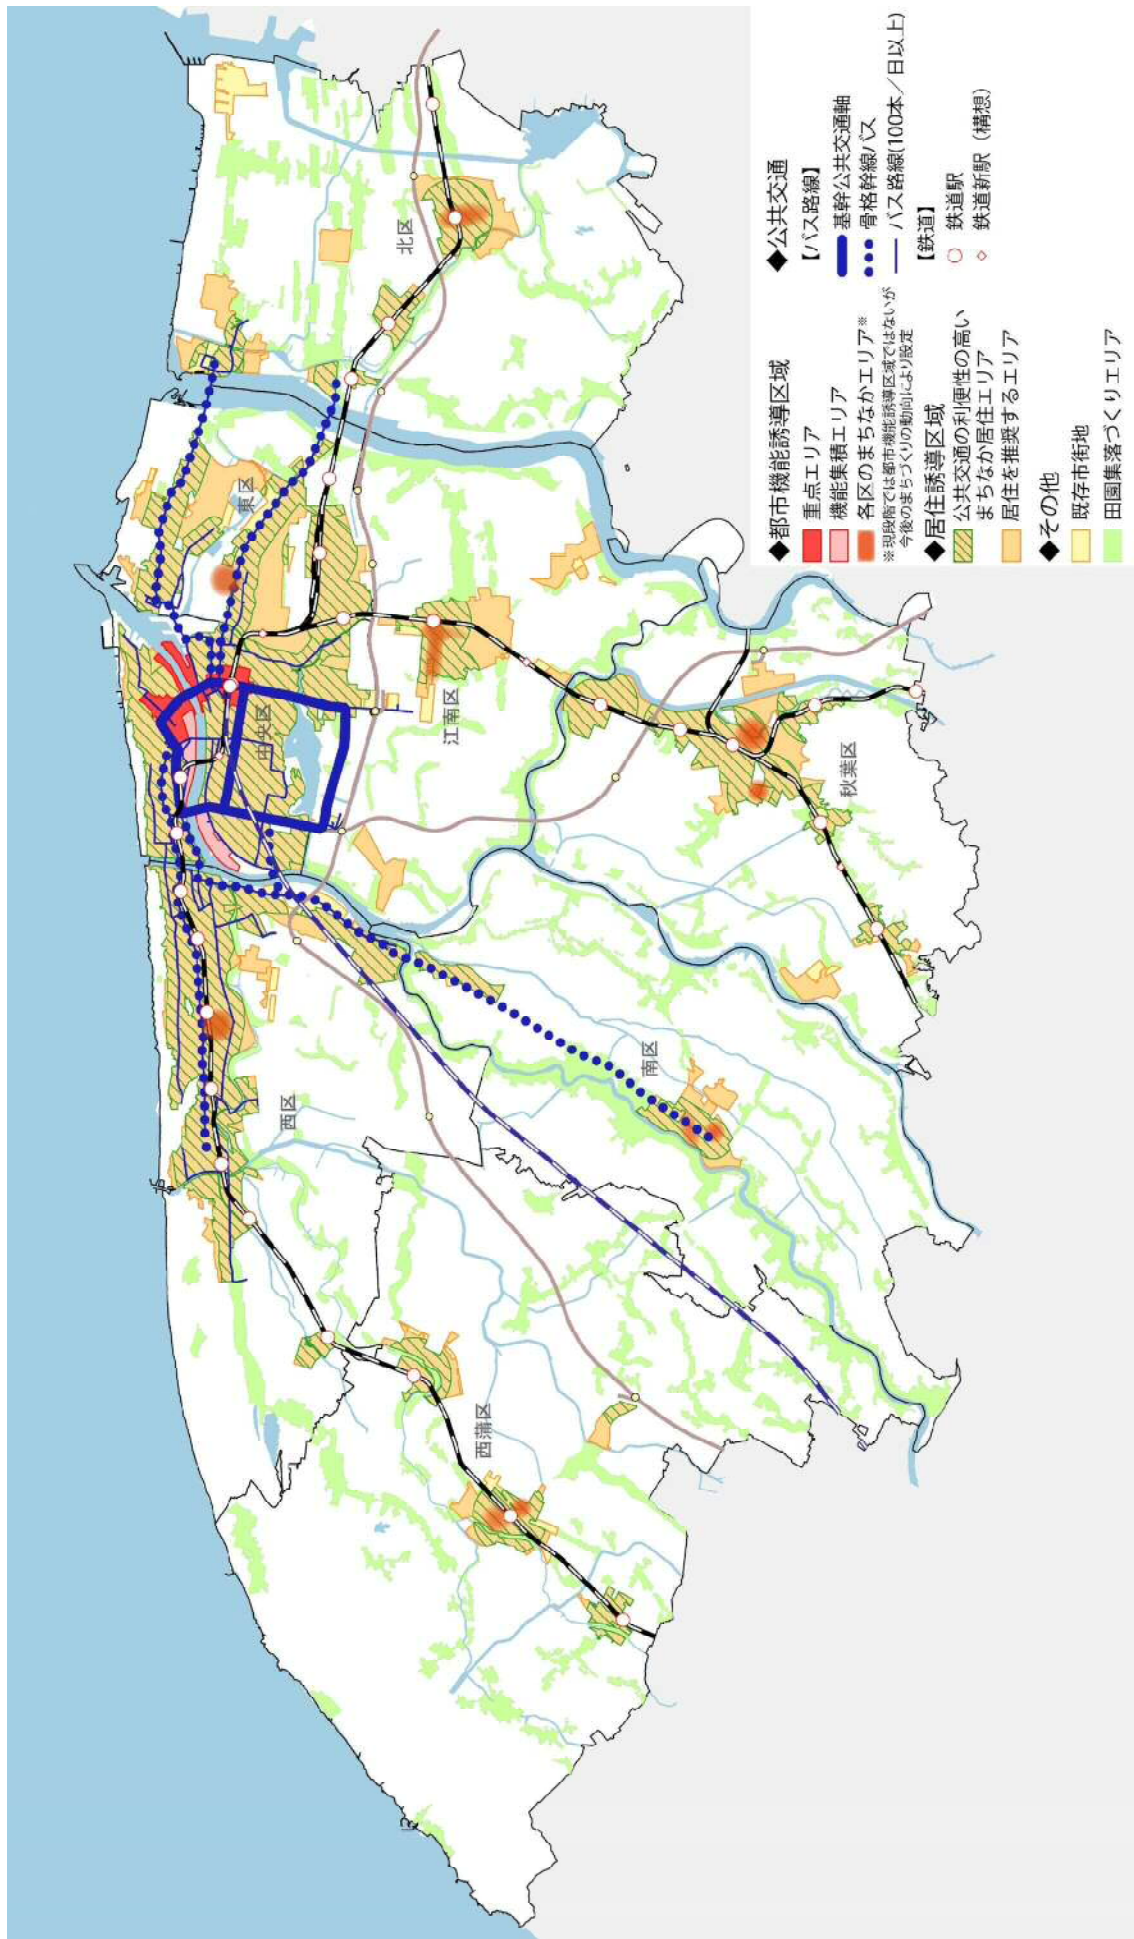 北区
東区
中央区
江南区
秋葉区
南区
西区
西蒲区
◆都市機能誘導区域
重点エリア
機能集積エリア
各区のまちなかエリア※
※現段階では都市機能誘導区域ではないが
今後のまちづくりの動向により設定
◆居住誘導区域
公共交通の利便性の高い
まちなか居住エリア
居住を推奨するエリア
◆その他
既存市街地
田園集落づくりエリア
◆公共交通
【バス路線】
基幹公共交通軸
骨格幹線バス
バス路線(100本/日以上)
【鉄道】
鉄道駅
鉄道新駅(構想)